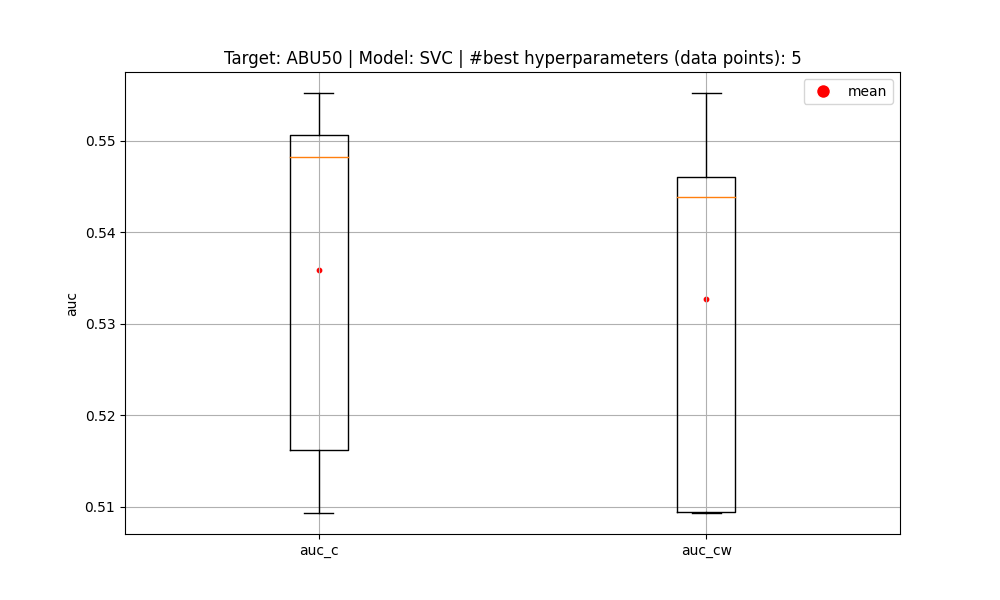 Target: ABU50 | Model: SVC | #best hyperparameters (data points): 5
mean
0.55
0.54
0.53
0.52
0.51
auc
auc_c
auc_cw